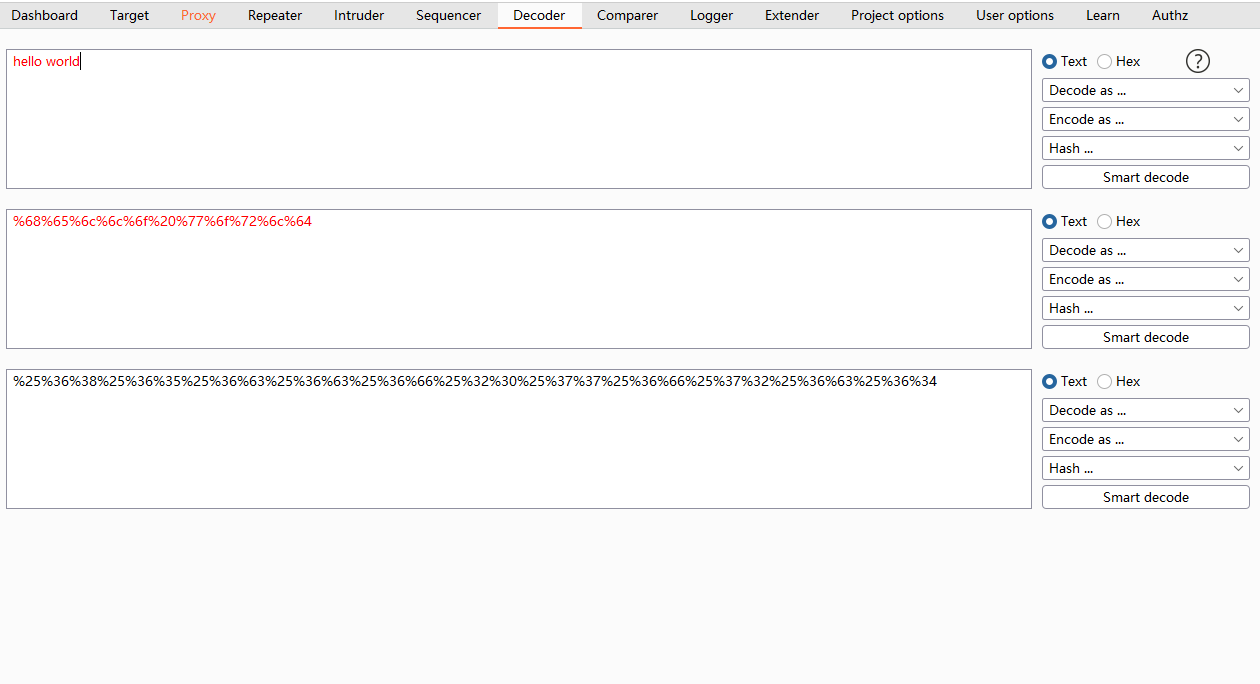 Dashboard Target Proxy Repeater Intruder Sequencer Decoder Comparer Logger Extender Project options User options Learn Authz
hello world
Text Hex ?
Decode as ...
Encode as ...
Hash ...
Smart decode
%68%65%6c%6c%6f%20%77%6f%72%6c%64
Text Hex
Decode as ...
Encode as ...
Hash ...
Smart decode
%25%36%38%25%36%35%25%36%63%25%36%63%25%36%66%25%32%30%25%37%37%25%36%66%25%37%32%25%36%63%25%36%34
Text Hex
Decode as ...
Encode as ...
Hash ...
Smart decode